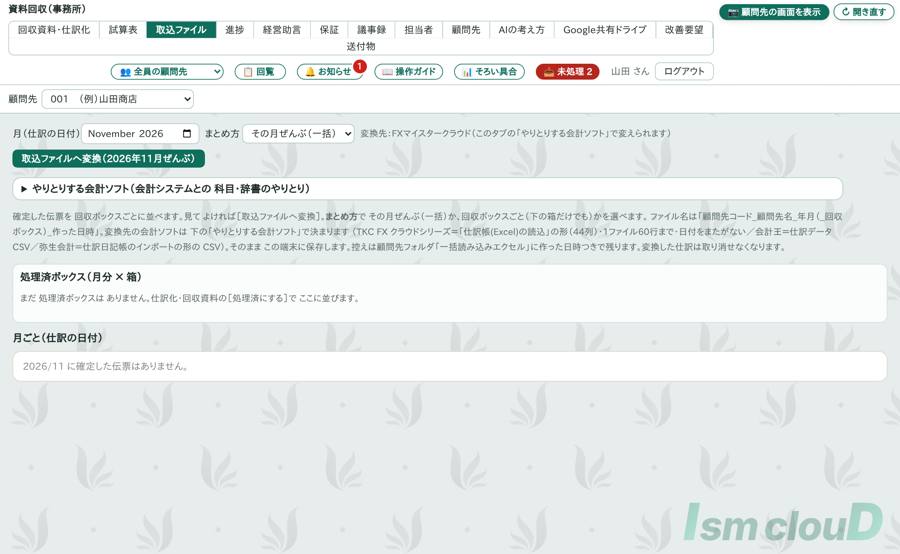 資料回収(事務所)
📷 顧問先の画面を表示
↻ 開き直す
回収資料・仕訳化 試算表 取込ファイル 進捗 経営助言 保証 議事録 担当者 顧問先 AIの考え方 Google共有ドライブ 改善要望
送付物
👥 全員の顧問先 📋 回覧 🔔 お知らせ 1 📖 操作ガイド 📊 そろい具合 📥 未処理 2 山田 さん ログアウト
顧問先 001 (例)山田商店
月(仕訳の日付) November 2026 まとめ方 その月ぜんぶ(一括) 変換先:FXマイスタークラウド(このタブの「やりとりする会計ソフト」で変えられます)
取込ファイルへ変換(2026年11月ぜんぶ)
▶ やりとりする会計ソフト(会計システムとの 科目・辞書のやりとり)
確定した伝票を 回収ボックスごとに並べます。見て よければ[取込ファイルへ変換]。まとめ方で その月ぜんぶ(一括)か、回収ボックスごと(下の箱だけでも)かを選べます。 ファイル名は「顧問先コード_顧問先名_年月(_回収
ボックス)_作った日時」。変換先の会計ソフトは 下の「やりとりする会計ソフト」で決まります (TKC FX クラウドシリーズ=「仕訳帳(Excel)の読込」の形(44列)・1ファイル60行まで・日付をまたがない/会計王=仕訳データ
CSV/弥生会計=仕訳日記帳のインポートの形の CSV)。そのまま この端末に保存します。控えは顧問先フォルダ「一括読み込みエクセル」に作った日時つきで残ります。変換した仕訳は取り消せなくなります。
処理済ボックス(月分 × 箱)
まだ 処理済ボックスは ありません。仕訳化・回収資料の[処理済にする]で ここに並びます。
月ごと(仕訳の日付)
2026/11 に確定した伝票はありません。
Ism clouD